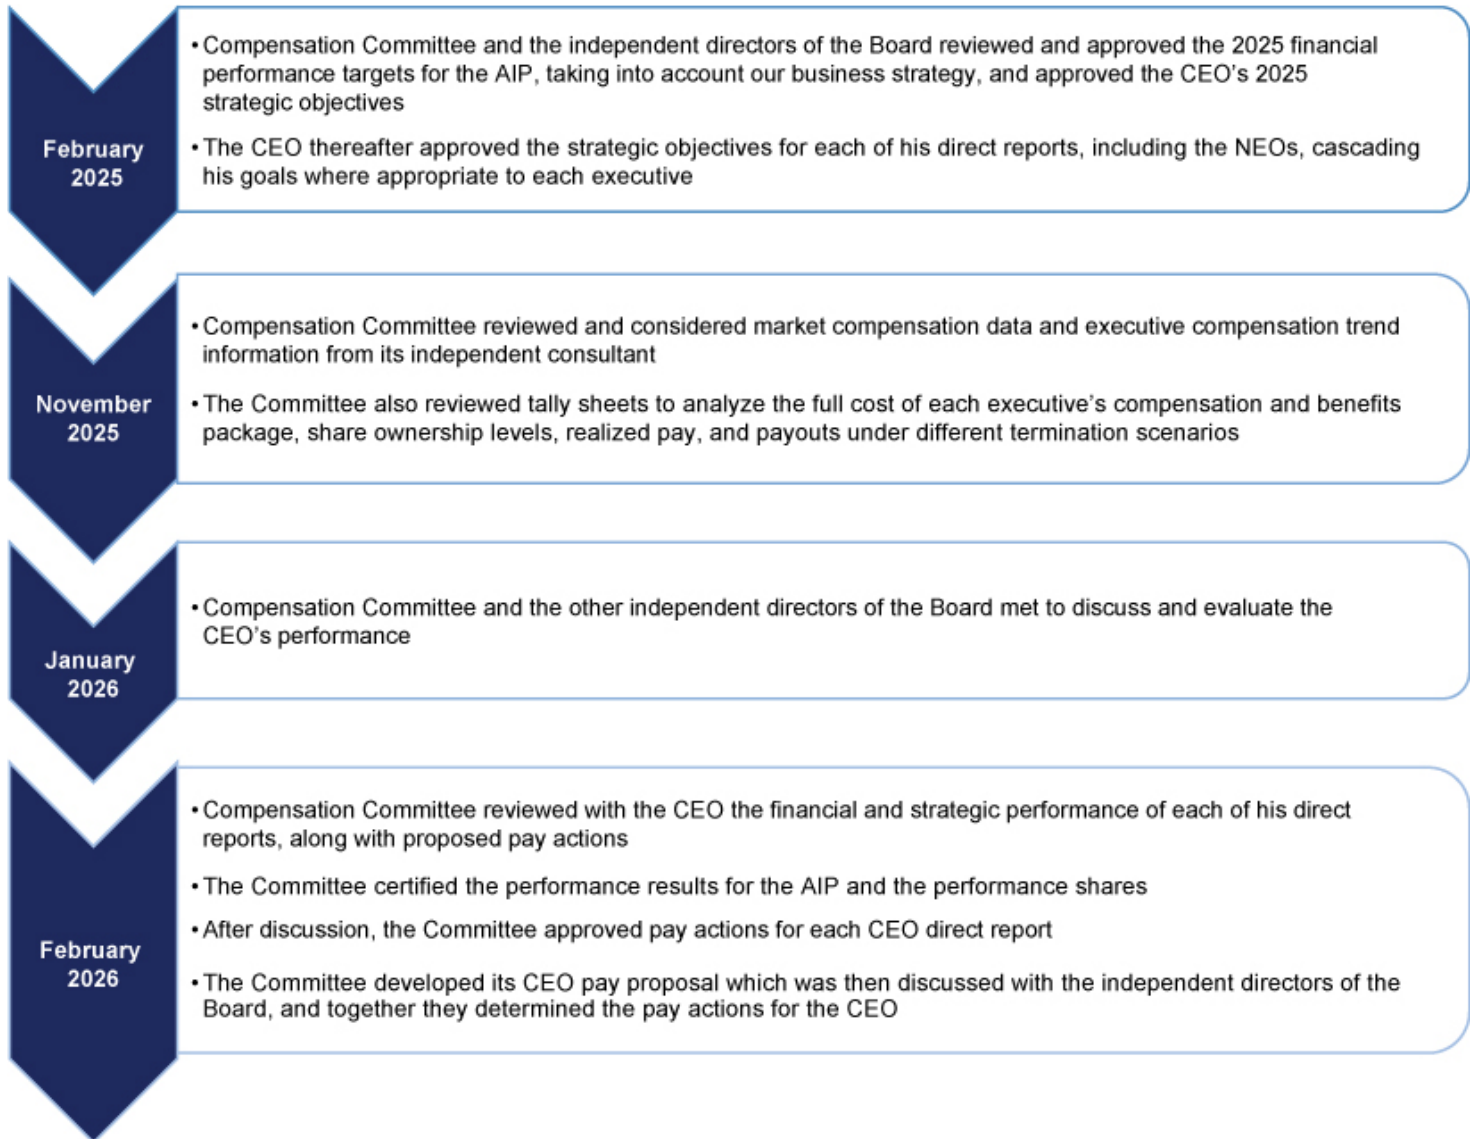 February
2025
• Compensation Committee and the independent directors of the Board reviewed and approved the 2025 financial
performance targets for the AIP, taking into account our business strategy, and approved the CEO’s 2025
strategic objectives
• The CEO thereafter approved the strategic objectives for each of his direct reports, including the NEOs, cascading
his goals where appropriate to each executive
November
2025
• Compensation Committee reviewed and considered market compensation data and executive compensation trend
information from its independent consultant
• The Committee also reviewed tally sheets to analyze the full cost of each executive’s compensation and benefits
package, share ownership levels, realized pay, and payouts under different termination scenarios
January
2026
• Compensation Committee and the other independent directors of the Board met to discuss and evaluate the
CEO’s performance
February
2026
• Compensation Committee reviewed with the CEO the financial and strategic performance of each of his direct
reports, along with proposed pay actions
• The Committee certified the performance results for the AIP and the performance shares
• After discussion, the Committee approved pay actions for each CEO direct report
• The Committee developed its CEO pay proposal which was then discussed with the independent directors of the
Board, and together they determined the pay actions for the CEO